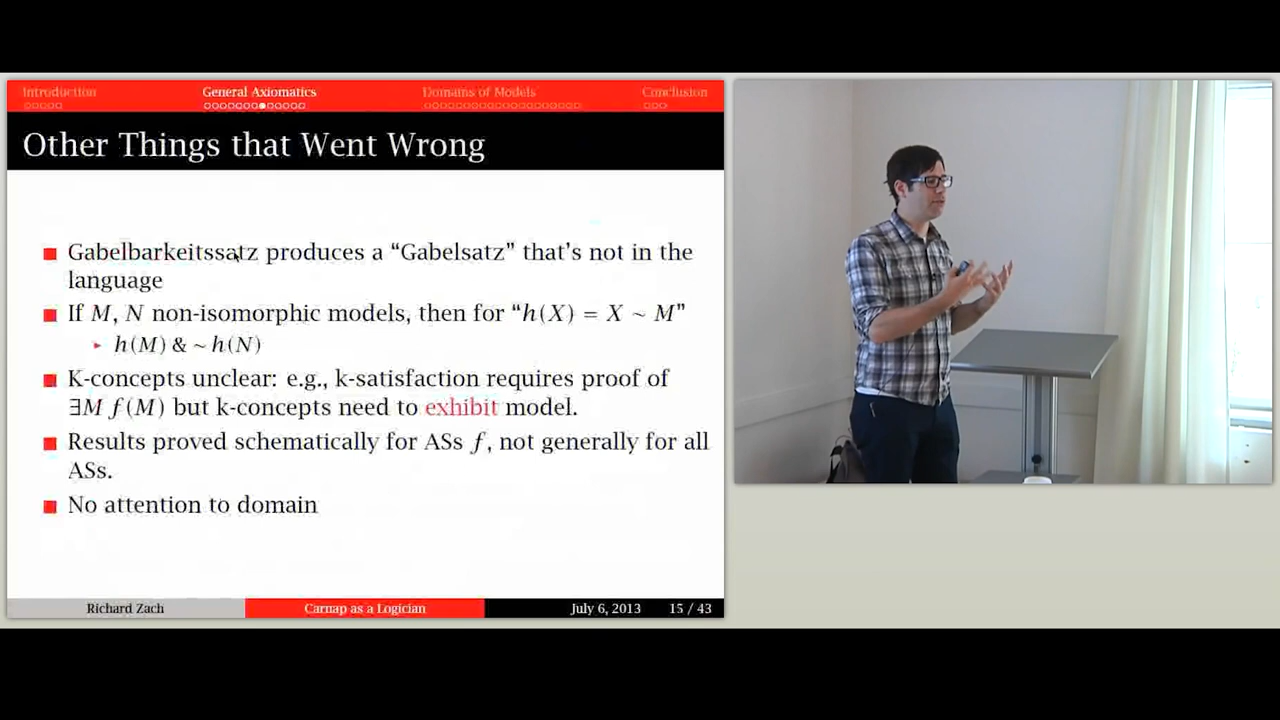 Introduction General Axiomatics Domains of Models Conclusion
Other Things that Went Wrong
Gabelbarkeitssatz produces a “Gabelsatz” that’s not in the
language
If M, N non-isomorphic models, then for “h(X) = X ∼ M”
h(M) & ∼ h(N)
K-concepts unclear: e.g., k-satisfaction requires proof of
∃M f(M) but k-concepts need to exhibit model.
Results proved schematically for ASs f, not generally for all
ASs.
No attention to domain
Richard Zach Carnap as a Logician July 6, 2013 15 / 43